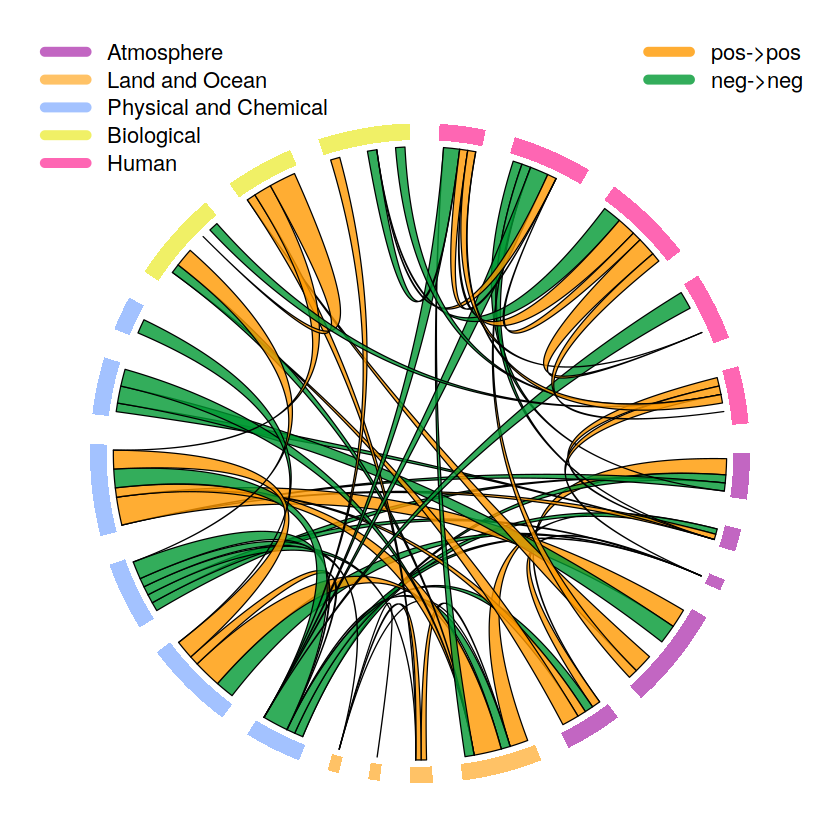 Atmosphere
Land and Ocean
Physical and Chemical
Biological
Human
pos->pos
neg->neg